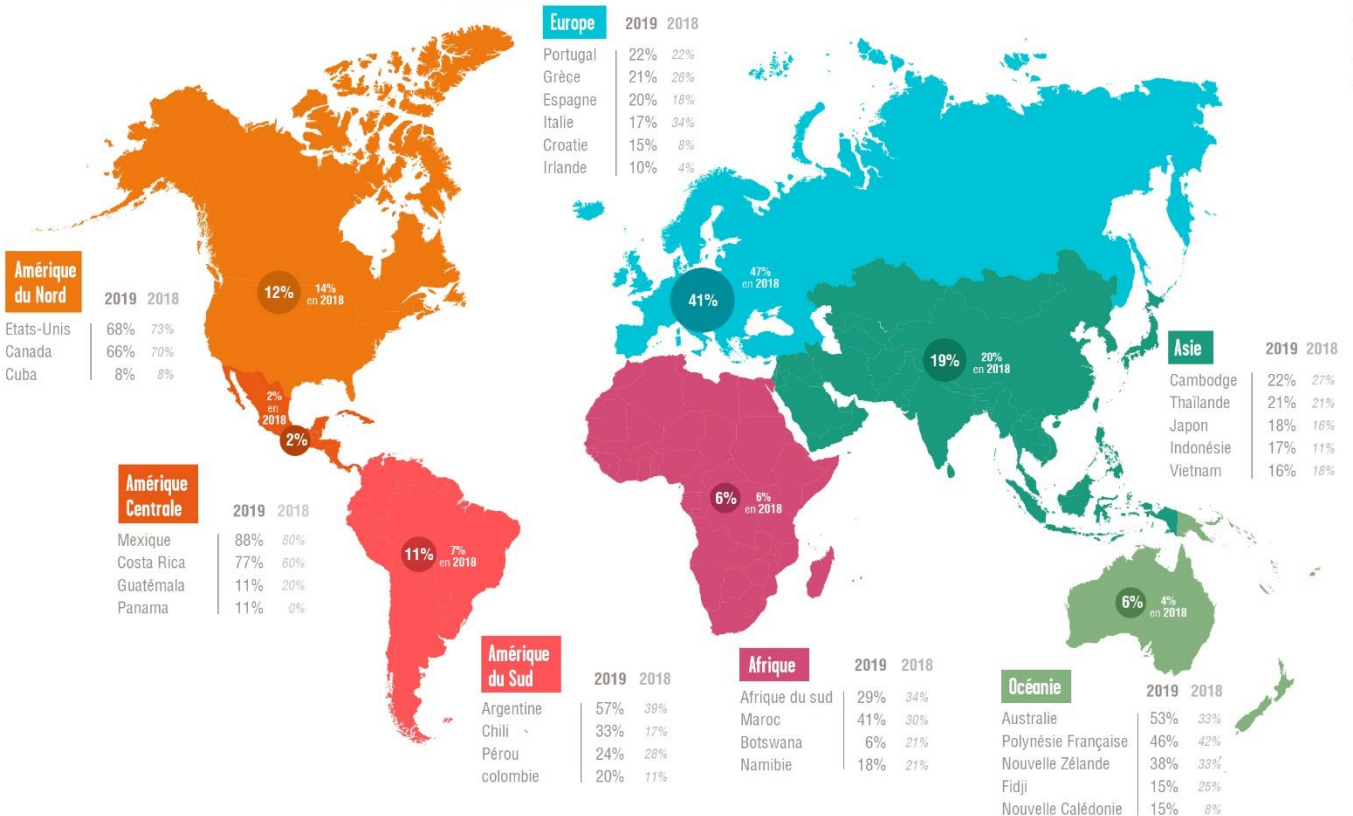 Europe 2019 2018
Portugal 22% 22%
Grèce 21% 26%
Espagne 20% 18%
Italie 17% 34%
Croatie 15% 8%
Irlande 10% 4%
Amérique
du Nord 2019 2018
Etats-Unis 68% 73%
Canada 66% 70%
Cuba 8% 8%
12% 14%
en 2018
41% 47%
en 2018
19% 20%
en 2018
Asie 2019 2018
Cambodge 22% 27%
Thaïlande 21% 21%
Japon 18% 16%
Indonésie 17% 11%
Vietnam 16% 18%
2%
en
2018
2%
Amérique
Centrale 2019 2018
Mexique 88% 80%
Costa Rica 77% 60%
Guatémala 11% 20%
Panama 11% 0%
11% 7%
en 2018
6% 6%
en 2018
6% 4%
en 2018
Amérique
du Sud 2019 2018
Argentine 57% 39%
Chili 33% 17%
Pérou 24% 28%
colombie 20% 11%
Afrique 2019 2018
Afrique du sud 29% 34%
Maroc 41% 30%
Botswana 6% 21%
Namibie 18% 21%
Océanie 2019 2018
Australie 53% 33%
Polynésie Française 46% 42%
Nouvelle Zélande 38% 33%
Fidji 15% 25%
Nouvelle Calédonie 15% 8%